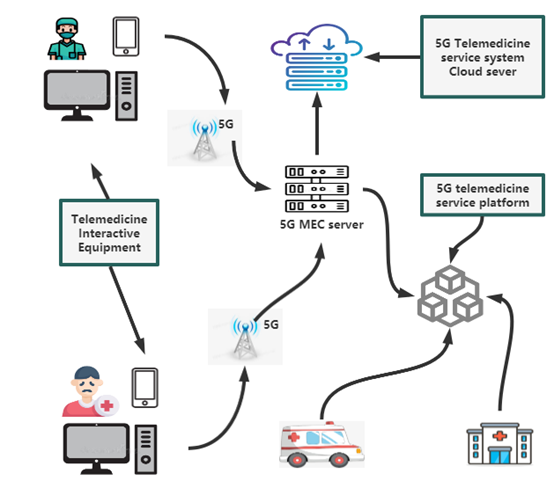 5G Telemedicine
service system
Cloud sever
5G
5G telemedicine
service platform
5G MEC server
Telemedicine
Interactive
Equipment
5G